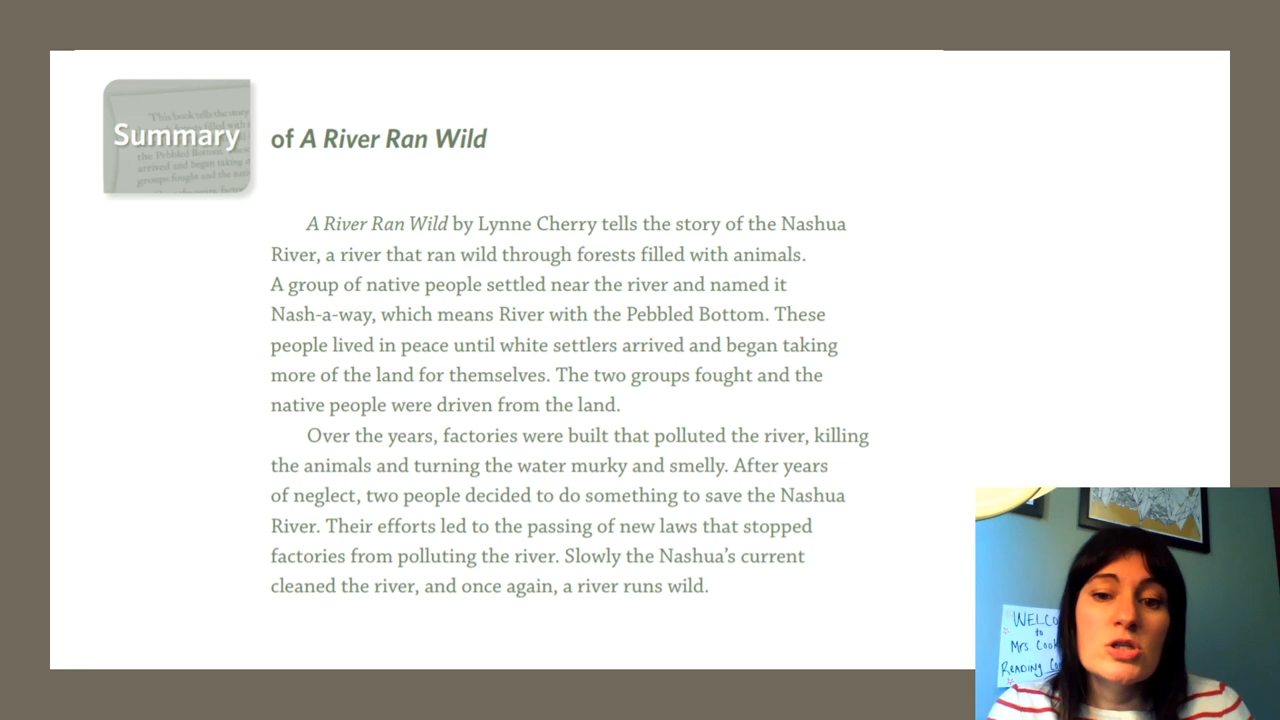 Summary of A River Ran Wild
A River Ran Wild by Lynne Cherry tells the story of the Nashua
River, a river that ran wild through forests filled with animals.
A group of native people settled near the river and named it
Nash-a-way, which means River with the Pebbled Bottom. These
people lived in peace until white settlers arrived and began taking
more of the land for themselves. The two groups fought and the
native people were driven from the land.
Over the years, factories were built that polluted the river, killing
the animals and turning the water murky and smelly. After years
of neglect, two people decided to do something to save the Nashua
River. Their efforts led to the passing of new laws that stopped
factories from polluting the river. Slowly the Nashua’s current
cleaned the river, and once again, a river runs wild.
to
Mrs.
READING